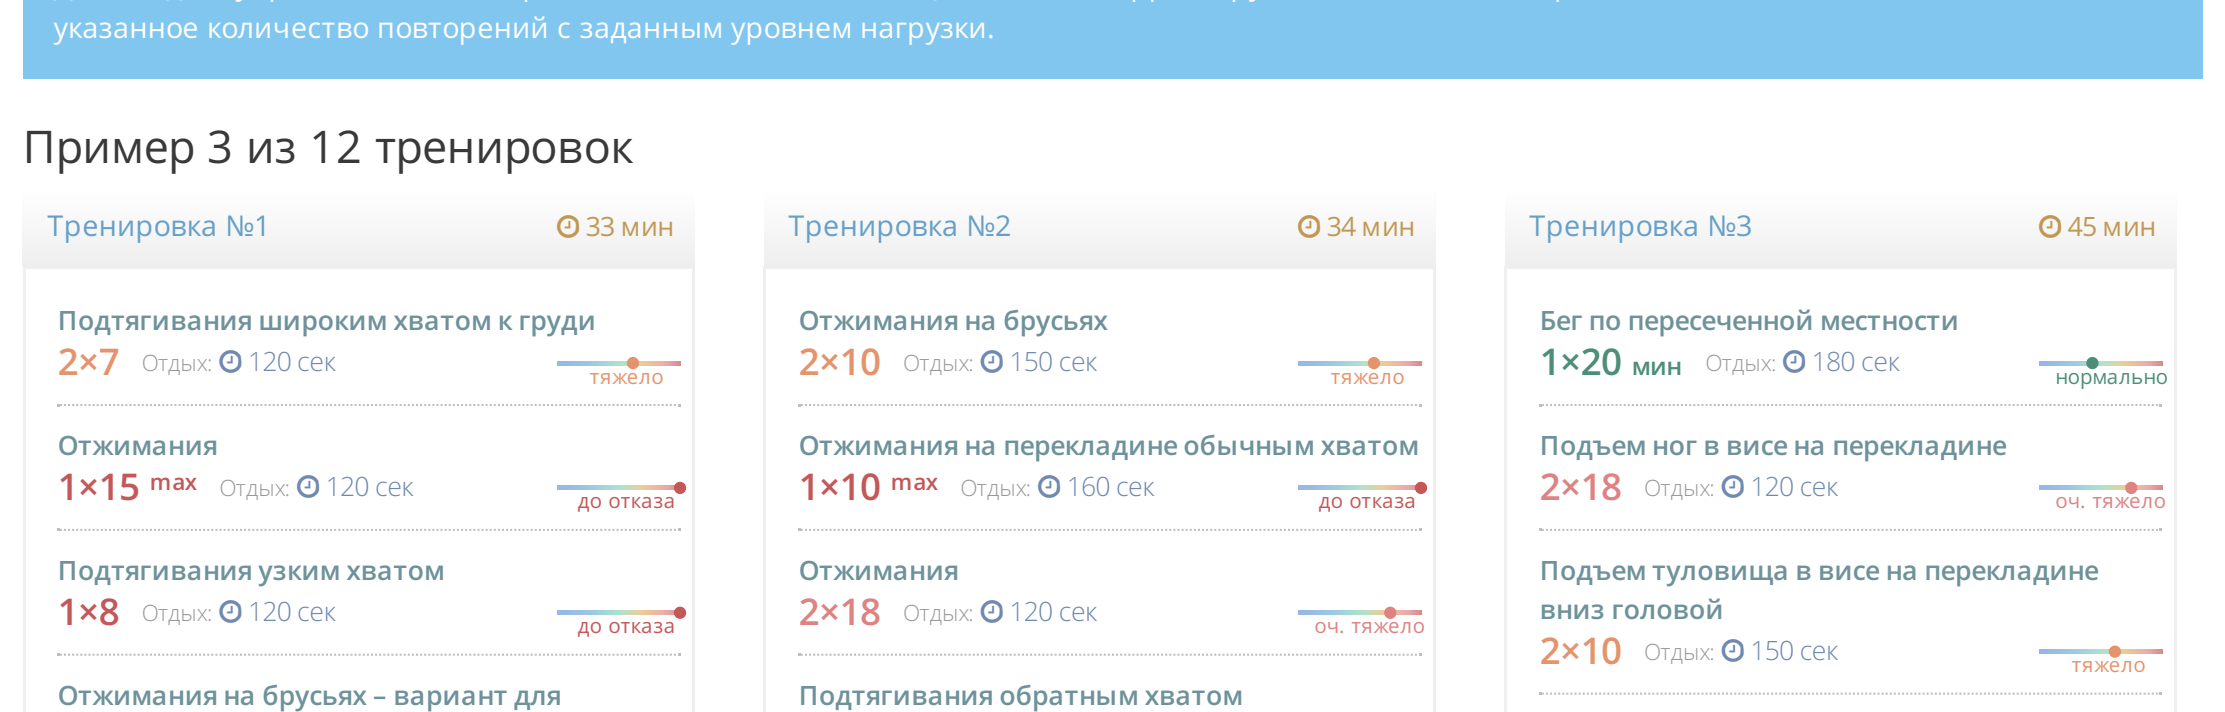 указанное количество повторений с заданным уровнем нагрузки.
Пример 3 из 12 тренировок
Тренировка №1 33 мин
Подтягивания широким хватом к груди
2×7 Отдых: 120 сек
тяжело
Отжимания
1×15 max Отдых: 120 сек
до отказа
Подтягивания узким хватом
1×8 Отдых: 120 сек
до отказа
Отжимания на брусьях – вариант для
Тренировка №2 34 мин
Отжимания на брусьях
2×10 Отдых: 150 сек
тяжело
Отжимания на перекладине обычным хватом
1×10 max Отдых: 160 сек
до отказа
Отжимания
2×18 Отдых: 120 сек
оч. тяжело
Подтягивания обратным хватом
Тренировка №3 45 мин
Бег по пересеченной местности
1×20 мин Отдых: 180 сек
нормально
Подъем ног в висе на перекладине
2×18 Отдых: 120 сек
оч. тяжело
Подъем туловища в висе на перекладине
вниз головой
2×10 Отдых: 150 сек
тяжело